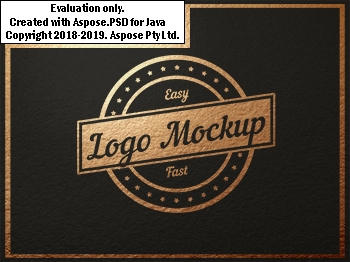 Evaluation only.
Created with Aspose.PSD for Java
Copyright 2018-2019. Aspose Pty Ltd.
Easy
Logo Mockup
Fast